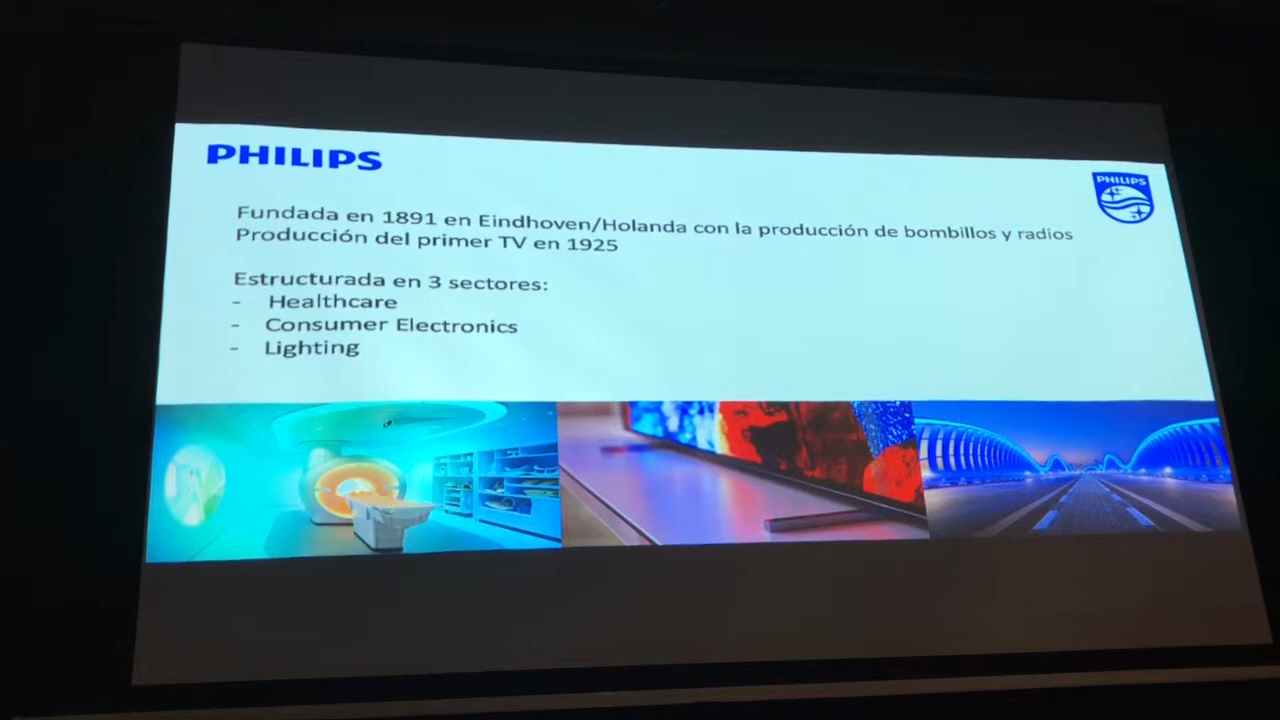 PHILIPS
PHILIPS
Fundada en 1891 en Eindhoven/Holanda con la producción de bombillos y radios
Producción del primer TV en 1925
Estructurada en 3 sectores:
- Healthcare
- Consumer Electronics
- Lighting